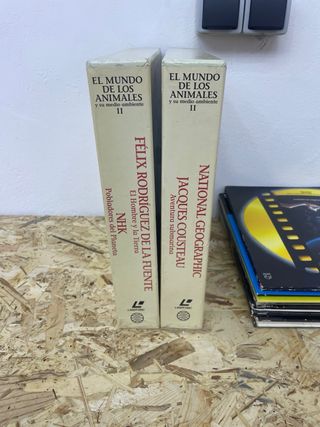 EL MUNDO
DE LOS
ANIMALES
y su medio ambiente
II
FÉLIX RODRÍGUEZ DE LA FUENTE
El Hombre y la Tierra
NHK
Pobladores del Planeta
EL MUNDO
DE LOS
ANIMALES
y su medio ambiente
II
NATIONAL GEOGRAPHIC
JACQUES COUSTEAU
Aventura submarina